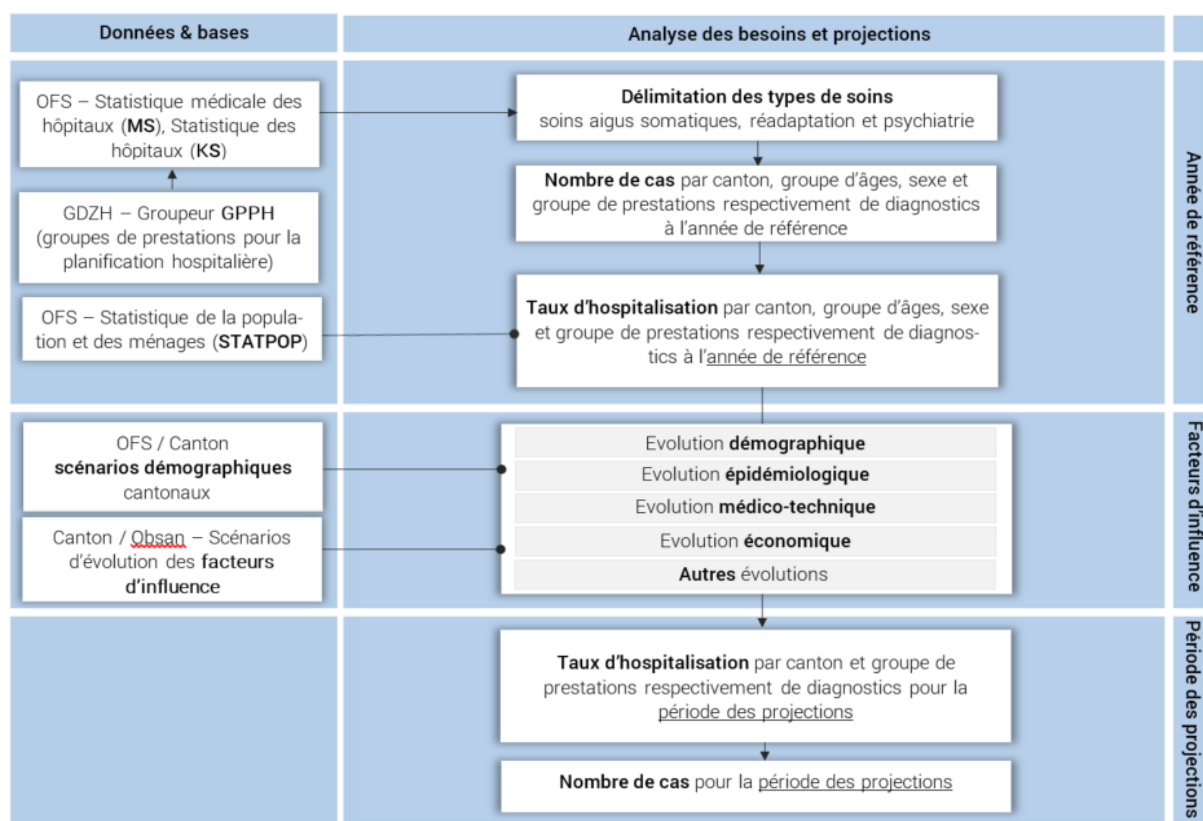 Données & bases
Analyse des besoins et projections
OFS – Statistique médicale des
hôpitaux (MS), Statistique des
hôpitaux (KS)
GDZH – Groupeur GPPH
(groupes de prestations pour la
planification hospitalière)
OFS – Statistique de la popula-
tion et des ménages (STATPOP)
Délimitation des types de soins
soins aigus somatiques, réadaptation et psychiatrie
Nombre de cas par canton, groupe d'âges, sexe et
groupe de prestations respectivement de diagnostics
à l'année de référence
Taux d'hospitalisation par canton, groupe d'âges, sexe
et groupe de prestations respectivement de diagnos-
tics à l'année de référence
Année de référence
OFS / Canton
scénarios démographiques
cantonaux
Canton / Obsan – Scénarios
d'évolution des facteurs
d'influence
Evolution démographique
Evolution épidémiologique
Evolution médico-technique
Evolution économique
Autres évolutions
Facteurs d'influence
Taux d'hospitalisation par canton et groupe de
prestations respectivement de diagnostics pour la
période des projections
Nombre de cas pour la période des projections
Période des projections